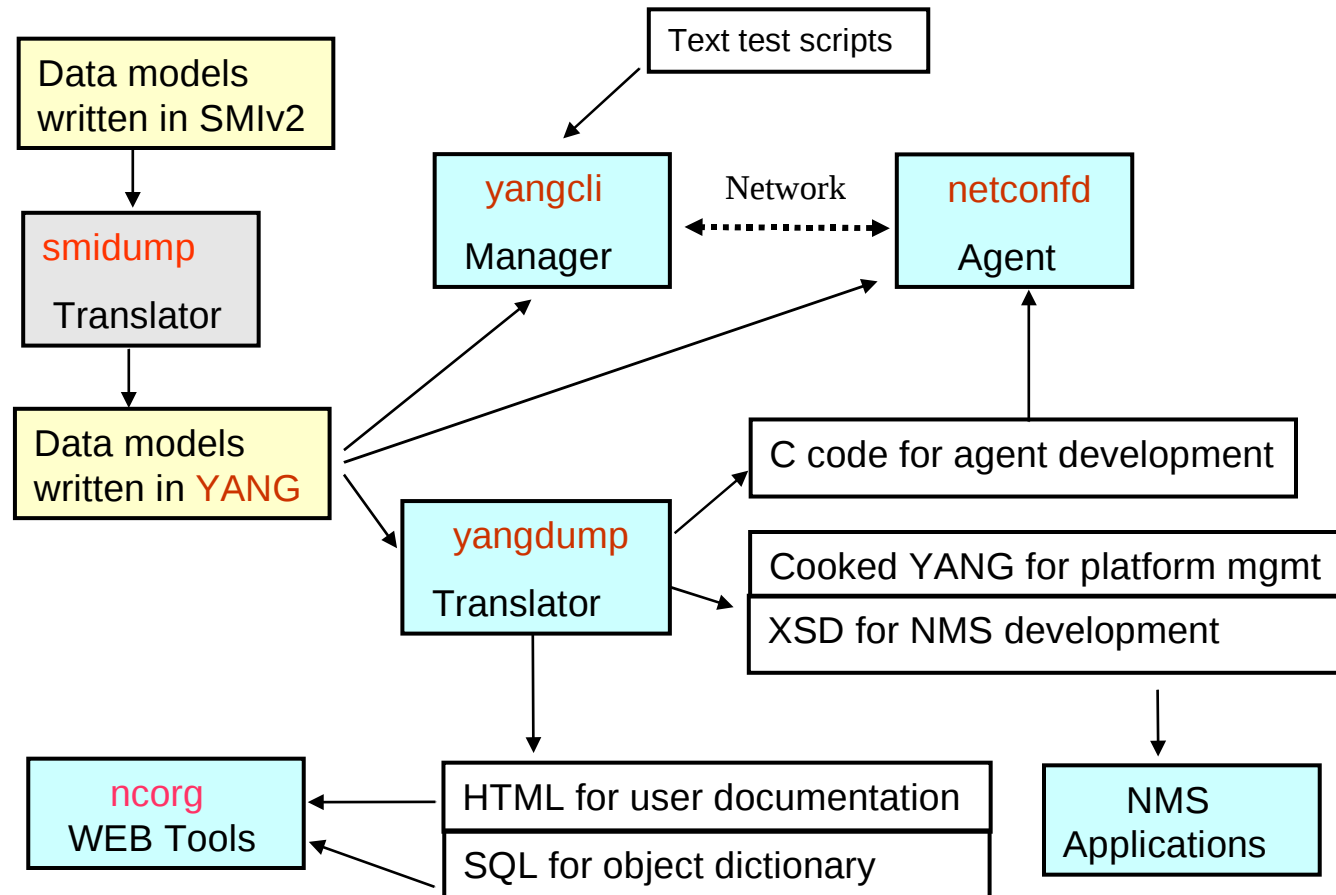 Text test scripts
Data models
written in SMIv2
yangcli
Manager
Network
netconfd
Agent
smidump
Translator
Data models
written in YANG
C code for agent development
yangdump
Translator
Cooked YANG for platform mgmt
XSD for NMS development
ncorg
WEB Tools
HTML for user documentation
SQL for object dictionary
NMS
Applications